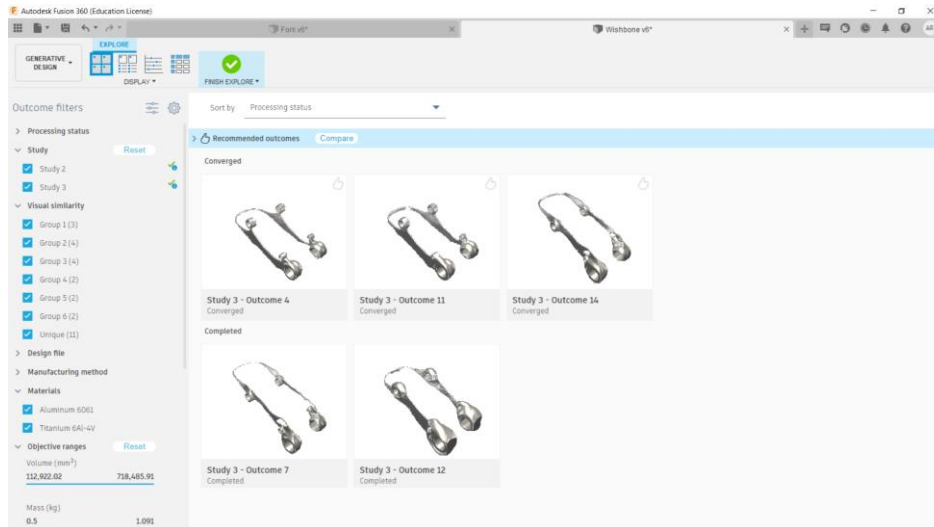 Autodesk Fusion 360 (Education License)
Font v6*
Wishbone v6*
AR
GENERATIVE DESIGN
EXPLORE
DISPLAY
FINISH EXPLORE
Outcome filters
Processing status
Study
Reset
Study 2
Study 3
Visual similarity
Group 1 (3)
Group 2 (4)
Group 3 (4)
Group 4 (2)
Group 5 (2)
Group 6 (2)
Unique (11)
Design file
Manufacturing method
Materials
Aluminum 6061
Titanium 6Al-4V
Objective ranges
Reset
Volume (mm³)
112,922.02 718,485.91
Mass (kg)
0.5 1.091
Sort by Processing status
Recommended outcomes Compare
Converged
Study 3 - Outcome 4
Converged
Study 3 - Outcome 11
Converged
Study 3 - Outcome 14
Converged
Completed
Study 3 - Outcome 7
Completed
Study 3 - Outcome 12
Completed